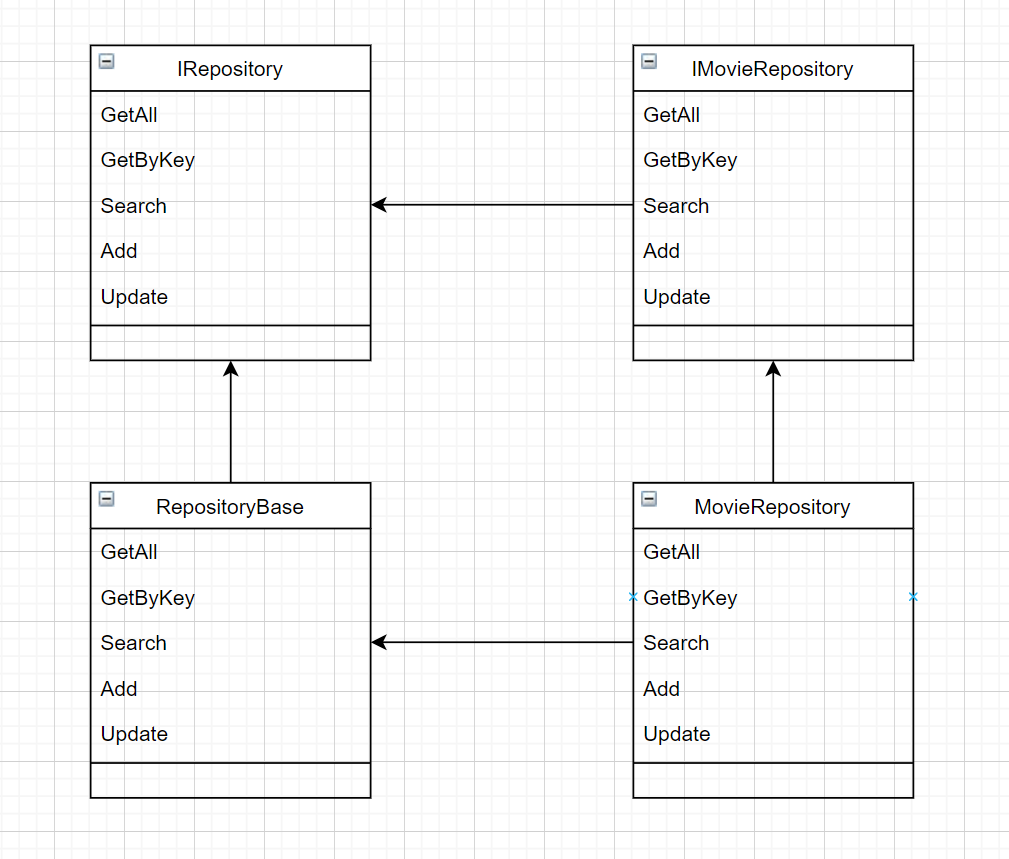 IRepository
GetAll
GetByKey
Search
Add
Update
IMovieRepository
GetAll
GetByKey
Search
Add
Update
RepositoryBase
GetAll
GetByKey
Search
Add
Update
MovieRepository
GetAll
GetByKey
Search
Add
Update